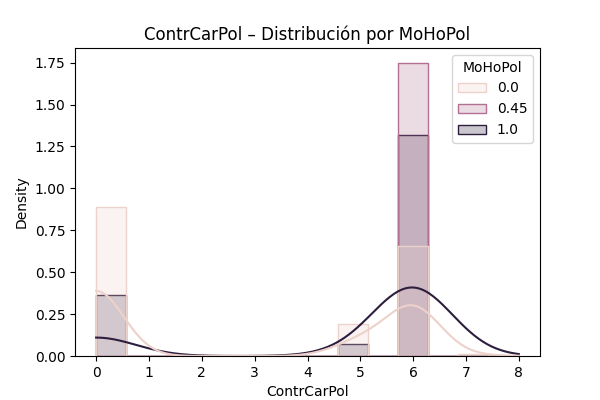 ContrCarPol – Distribución por MoHoPol
MoHoPol
0.0
0.45
1.0
Density
1.75
1.50
1.25
1.00
0.75
0.50
0.25
0.00
0 1 2 3 4 5 6 7 8
ContrCarPol